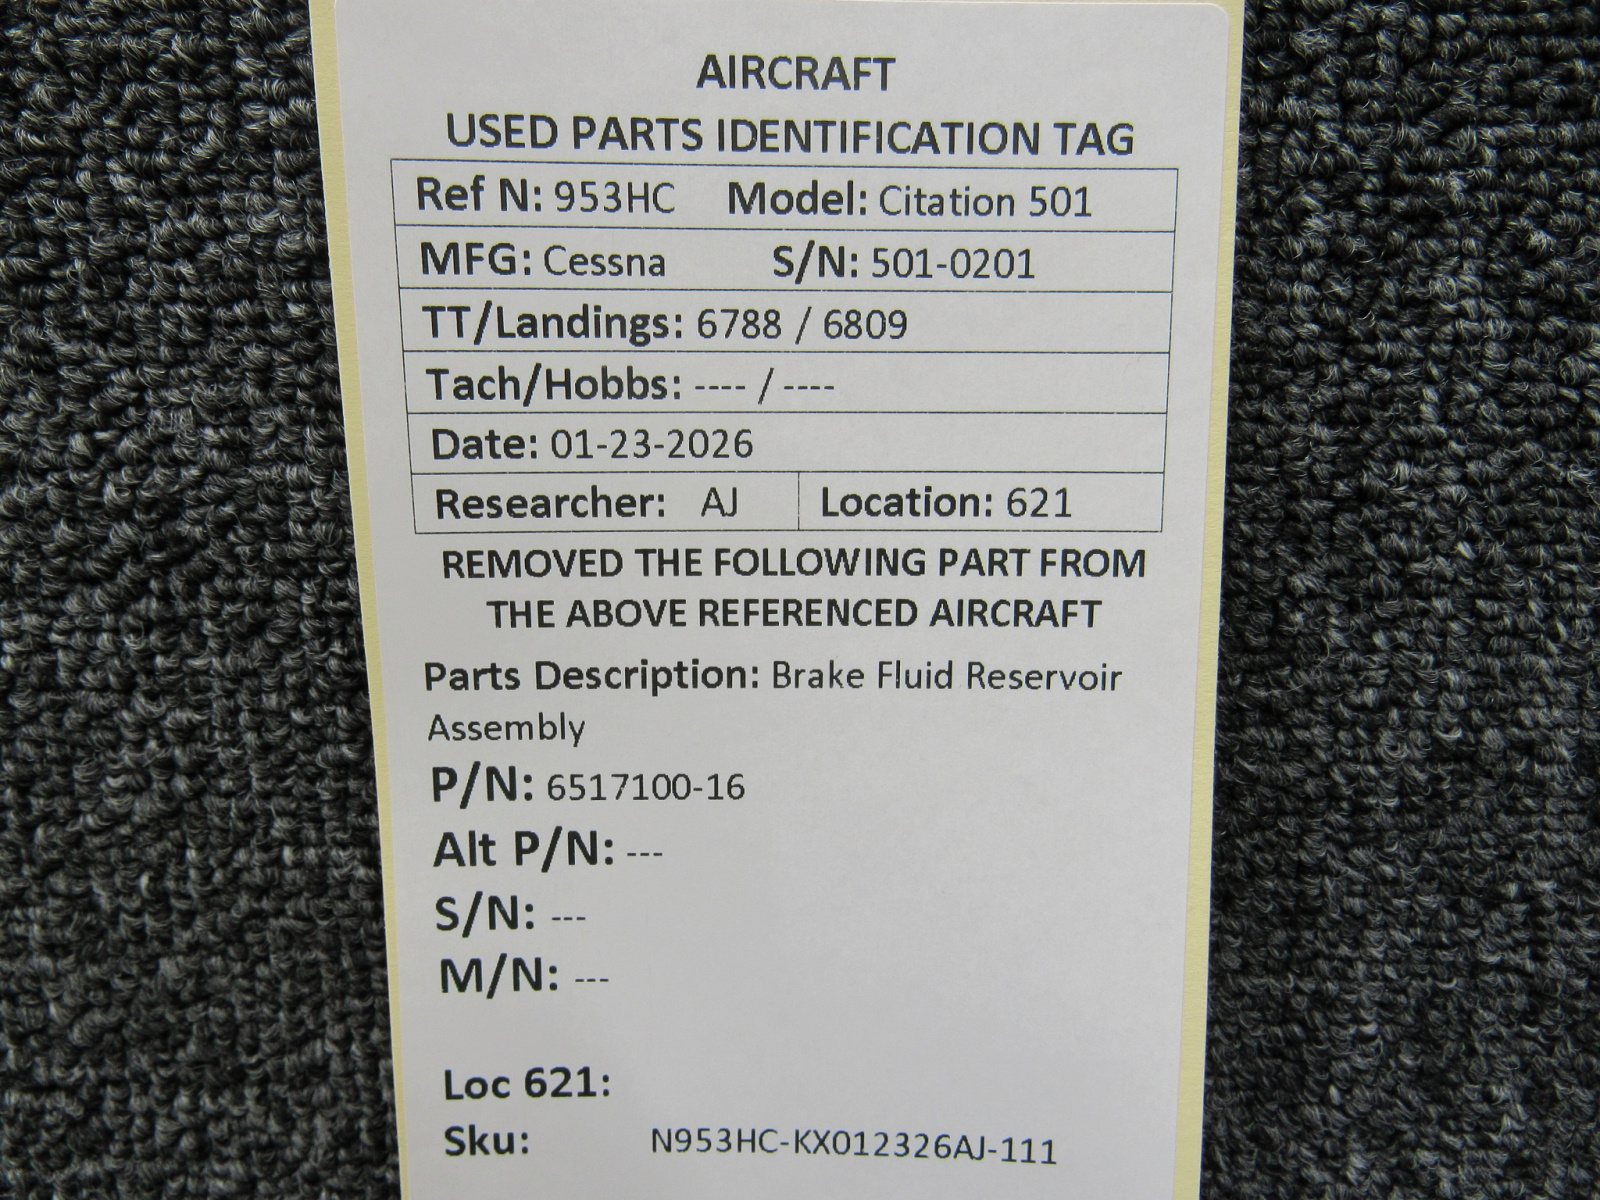 AIRCRAFT
USED PARTS IDENTIFICATION TAG
Ref N: 953HC Model: Citation 501
MFG: Cessna S/N: 501-0201
TT/Landings: 6788 / 6809
Tach/Hobbs: ---- / ----
Date: 01-23-2026
Researcher: AJ Location: 621
REMOVED THE FOLLOWING PART FROM
THE ABOVE REFERENCED AIRCRAFT
Parts Description: Brake Fluid Reservoir
Assembly
P/N: 6517100-16
Alt P/N: ---
S/N: ---
M/N: ---
Loc 621:
Sku: N953HC-KX012326AJ-111